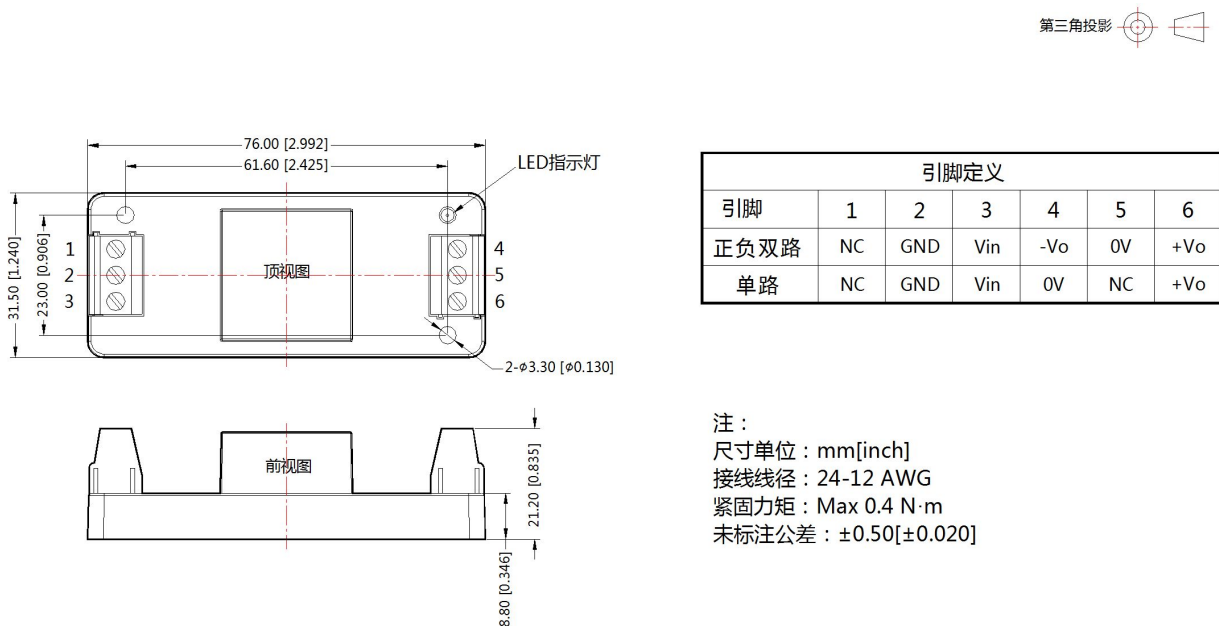 第三角投影
76.00 [2.992]
61.60 [2.425]
LED指示灯
31.50 [1.240]
23.00 [0.906]
1
2
3
顶视图
4
5
6
2-φ3.30 [φ0.130]
前视图
21.20 [0.835]
8.80 [0.346]
引脚定义
引脚 1 2 3 4 5 6
正负双路 NC GND Vin -Vo 0V +Vo
单路 NC GND Vin 0V NC +Vo
注：
尺寸单位：mm[inch]
接线线径：24-12 AWG
紧固力矩：Max 0.4 N·m
未标注公差：±0.50[±0.020]